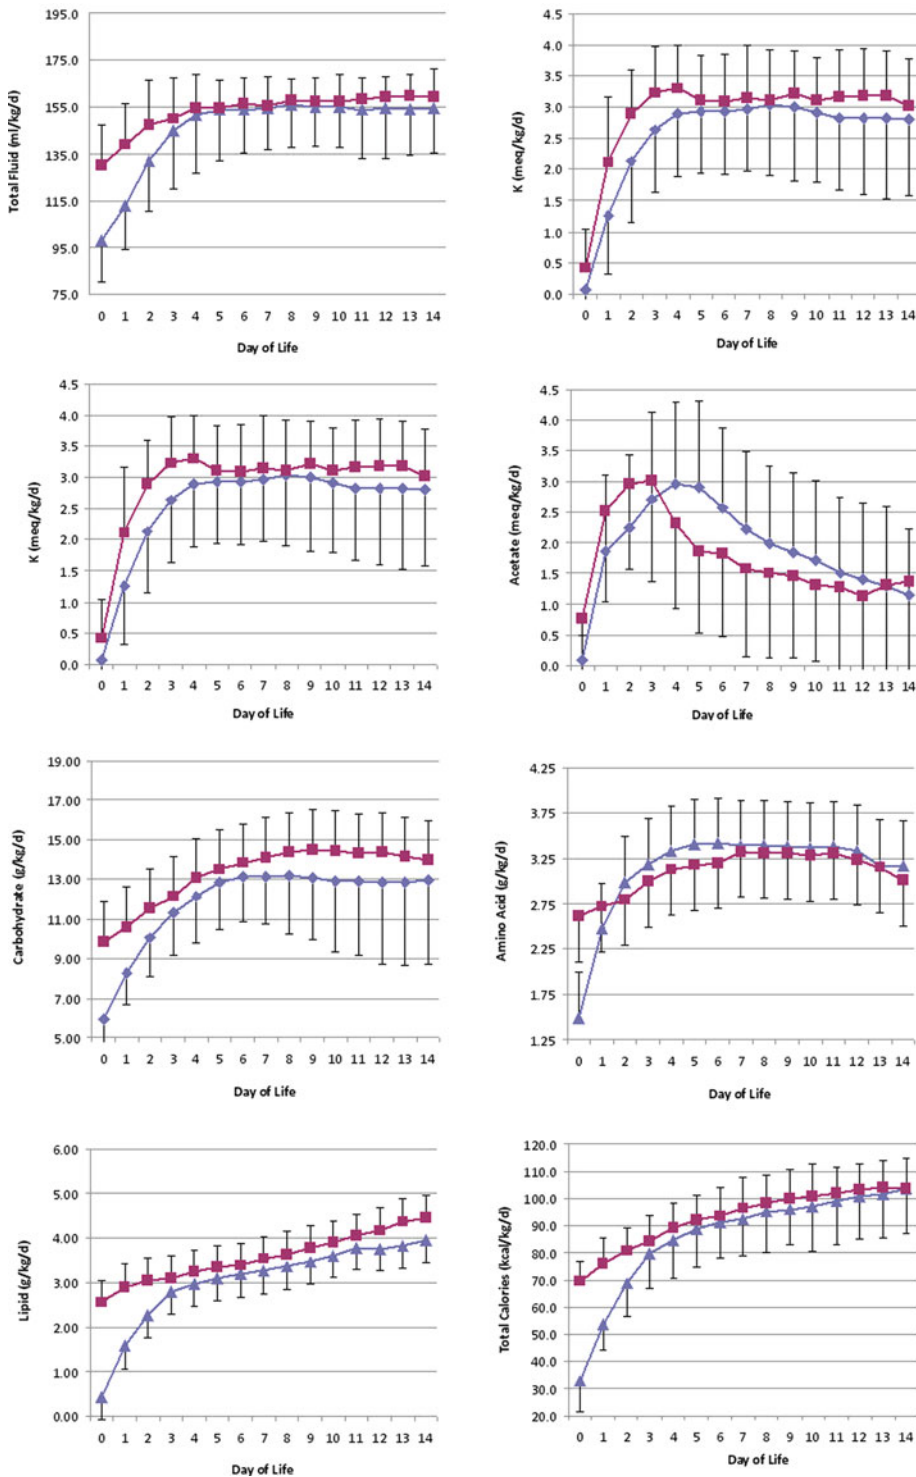 195.0
175.0
155.0
135.0
115.0
95.0
75.0
Total Fluid (ml/kg/d)
0 1 2 3 4 5 6 7 8 9 10 11 12 13 14
Day of Life
4.5
4.0
3.5
3.0
2.5
2.0
1.5
1.0
0.5
0.0
K (meq/kg/d)
0 1 2 3 4 5 6 7 8 9 10 11 12 13 14
Day of Life
4.5
4.0
3.5
3.0
2.5
2.0
1.5
1.0
0.5
0.0
K (meq/kg/d)
0 1 2 3 4 5 6 7 8 9 10 11 12 13 14
Day of Life
4.5
4.0
3.5
3.0
2.5
2.0
1.5
1.0
0.5
0.0
Acetate (meq/kg/d)
0 1 2 3 4 5 6 7 8 9 10 11 12 13 14
Day of Life
19.00
17.00
15.00
13.00
11.00
9.00
7.00
5.00
Carbohydrate (g/kg/d)
0 1 2 3 4 5 6 7 8 9 10 11 12 13 14
Day of Life
4.25
3.75
3.25
2.75
2.25
1.75
1.25
Amino Acid (g/kg/d)
0 1 2 3 4 5 6 7 8 9 10 11 12 13 14
Day of Life
6.00
5.00
4.00
3.00
2.00
1.00
0.00
Lipid (g/kg/d)
0 1 2 3 4 5 6 7 8 9 10 11 12 13 14
Day of Life
120.0
110.0
100.0
90.0
80.0
70.0
60.0
50.0
40.0
30.0
20.0
Total Calories (kcal/kg/d)
0 1 2 3 4 5 6 7 8 9 10 11 12 13 14
Day of Life